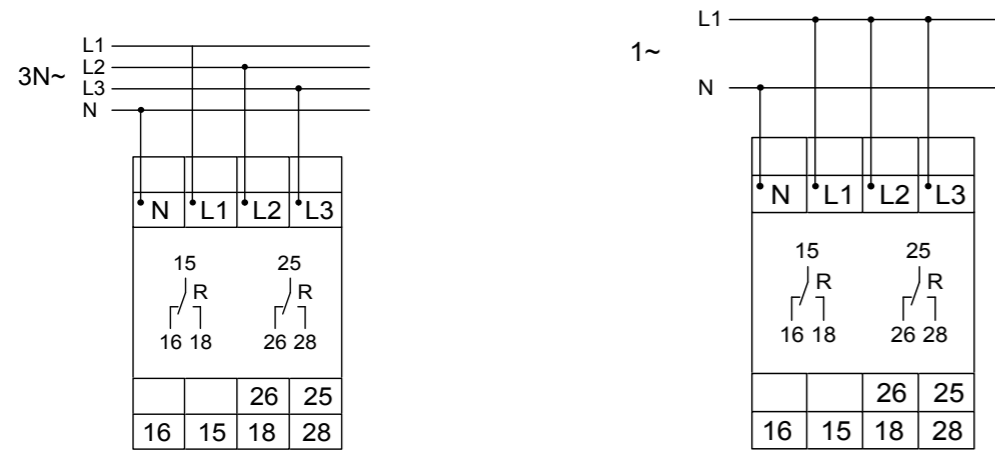 L1
L2
3N~
L3
N
N L1 L2 L3
15 25
R R
16 18 26 28
26 25
16 15 18 28
L1
1~
N
N L1 L2 L3
15 25
R R
16 18 26 28
26 25
16 15 18 28